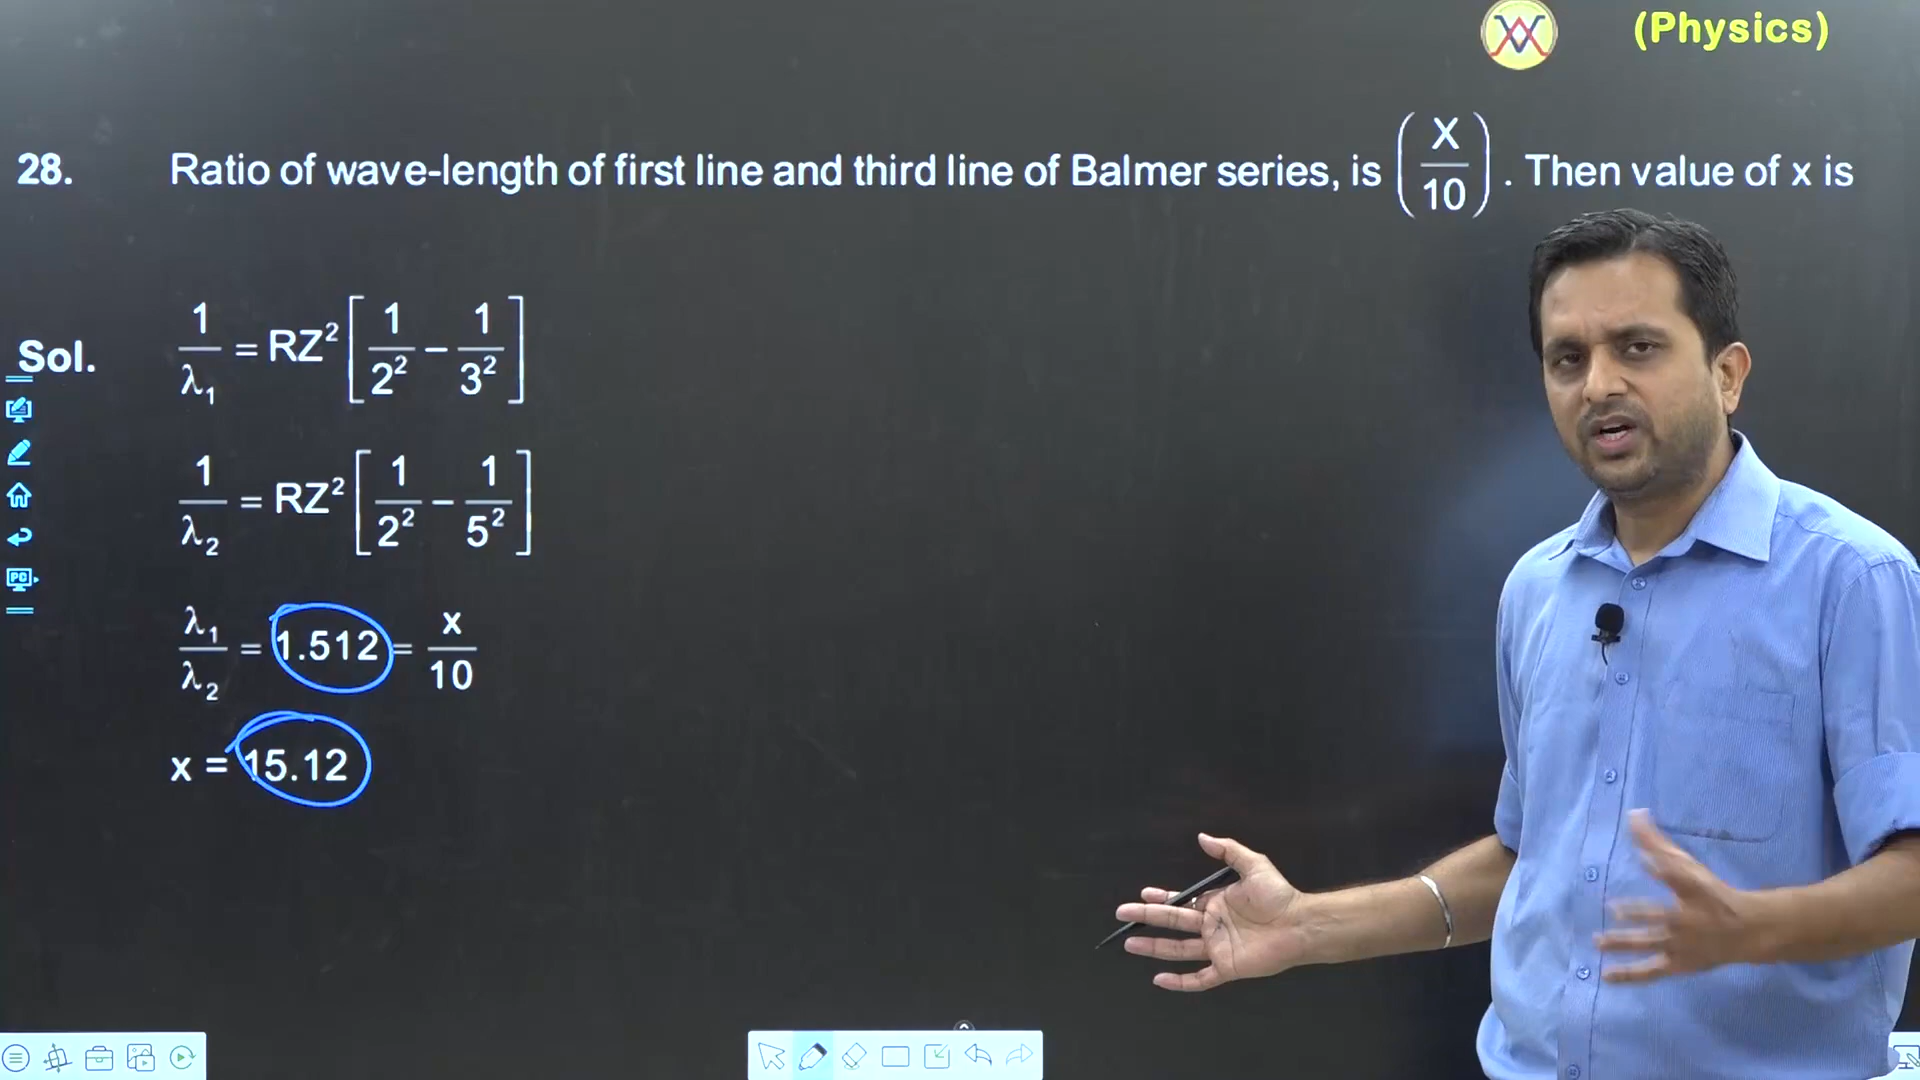 (Physics)
28. Ratio of wave-length of first line and third line of Balmer series, is (x/10). Then value of x is
Sol. 1/λ₁ = RZ² [1/2² − 1/3²]
1/λ₂ = RZ² [1/2² − 1/5²]
λ₁/λ₂ = 1.512 = x/10
x = 15.12
PC